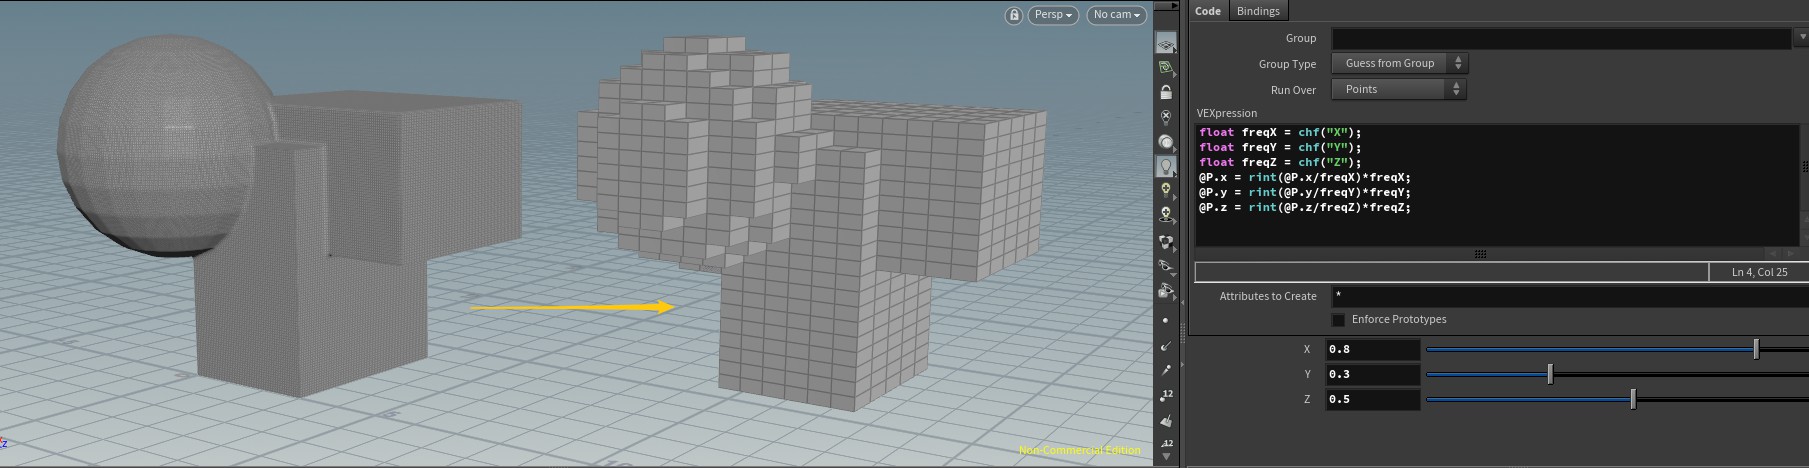 Persp
No cam
Code Bindings
Group
Group Type Guess from Group
Run Over Points
VEXpression
float freqX = chf("X");
float freqY = chf("Y");
float freqZ = chf("Z");
@P.x = rint(@P.x/freqX)*freqX;
@P.y = rint(@P.y/freqY)*freqY;
@P.z = rint(@P.z/freqZ)*freqZ;
Ln 4, Col 25
Attributes to Create *
Enforce Prototypes
X 0.8
Y 0.3
Z 0.5
12
12
Non-Commercial Edition
z